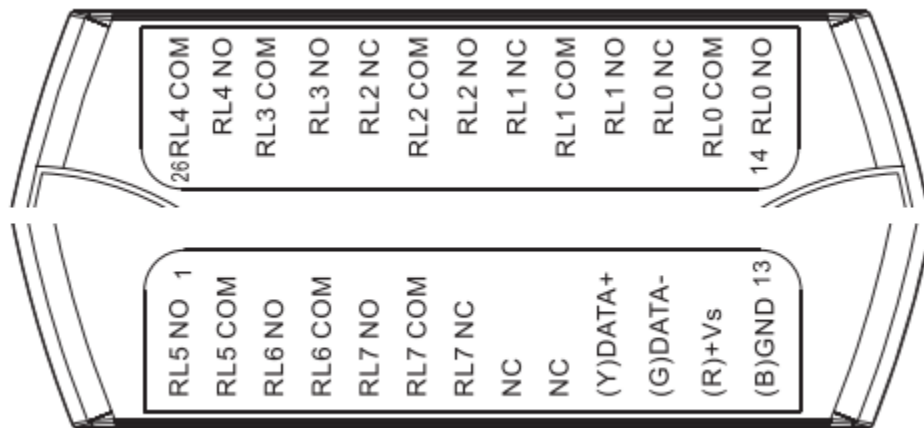 26 RL4 COM
RL4 NO
RL3 COM
RL3 NO
RL2 NC
RL2 COM
RL2 NO
RL1 NC
RL1 COM
RL1 NO
RL0 NC
RL0 COM
14 RL0 NO
RL5 NO 1
RL5 COM
RL6 NO
RL6 COM
RL7 NO
RL7 COM
RL7 NC
NC
NC
(Y)DATA+
(G)DATA-
(R)+Vs
(B)GND 13